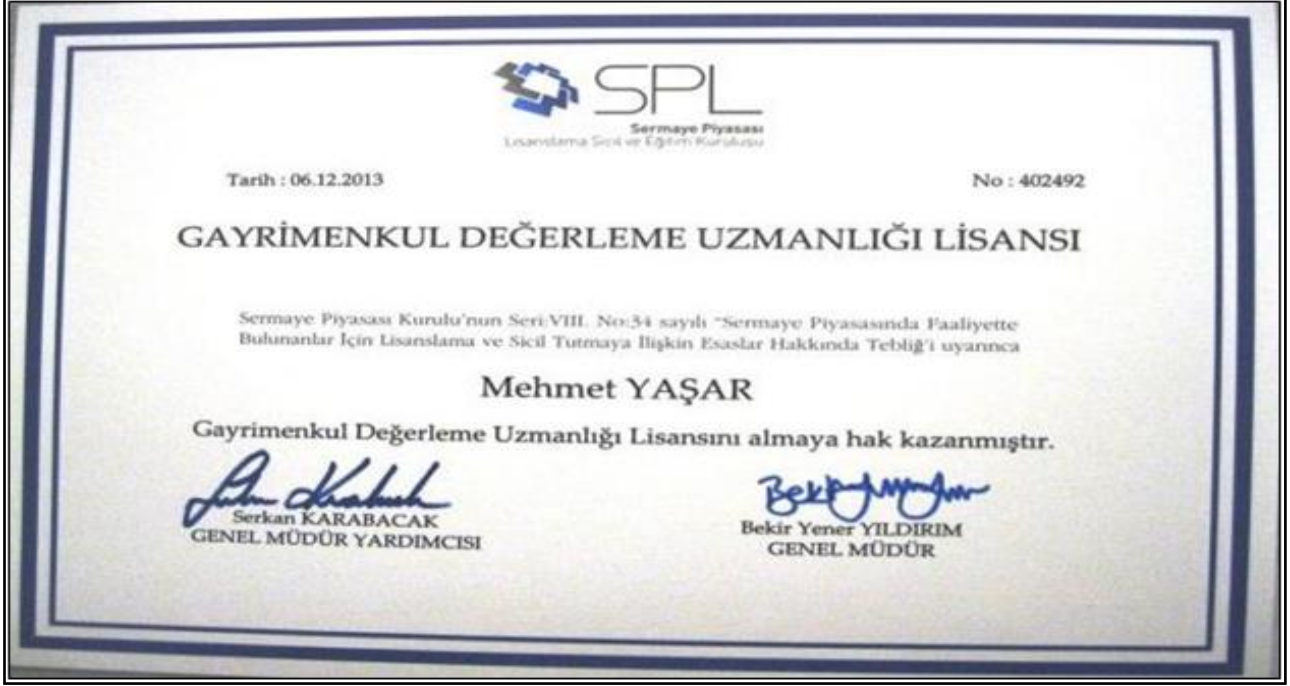 SPL
Sermaye Piyasası
Lisanslama Sicil ve Eğitim Kuruluşu
Tarih : 06.12.2013
No : 402492
GAYRİMENKUL DEĞERLEME UZMANLIĞI LİSANSI
Sermaye Piyasası Kurulu'nun Seri:VIII, No:34 sayılı "Sermaye Piyasasında Faaliyette
Bulunanlar İçin Lisanslama ve Sicil Tutmaya İlişkin Esaslar Hakkında Tebliğ'i uyarınca
Mehmet YAŞAR
Gayrimenkul Değerleme Uzmanlığı Lisansını almaya hak kazanmıştır.
Serkan KARABACAK
GENEL MÜDÜR YARDIMCISI
Bekir Yener YILDIRIM
GENEL MÜDÜR